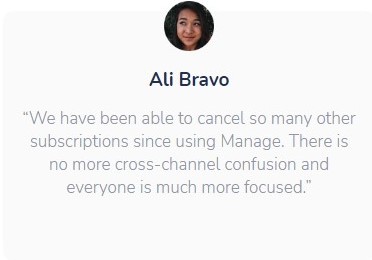 Ali Bravo
“We have been able to cancel so many other
subscriptions since using Manage. There is
no more cross-channel confusion and
everyone is much more focused.”